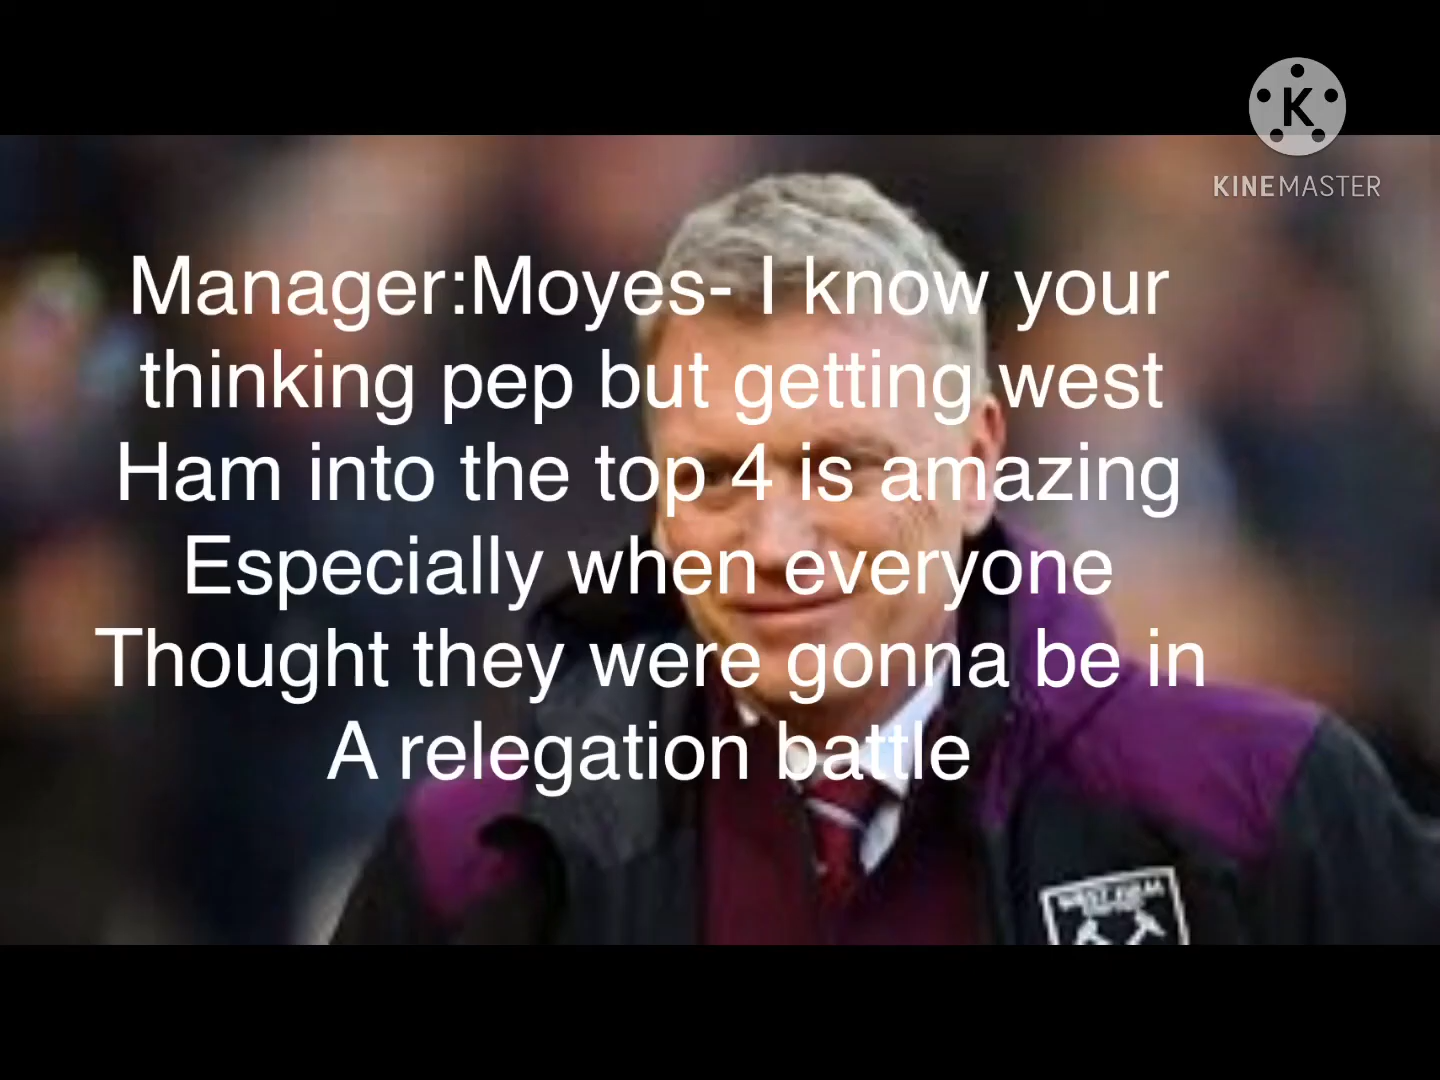 K
KINEMASTER
Manager:Moyes- I know your
thinking pep but getting west
Ham into the top 4 is amazing
Especially when everyone
Thought they were gonna be in
A relegation battle